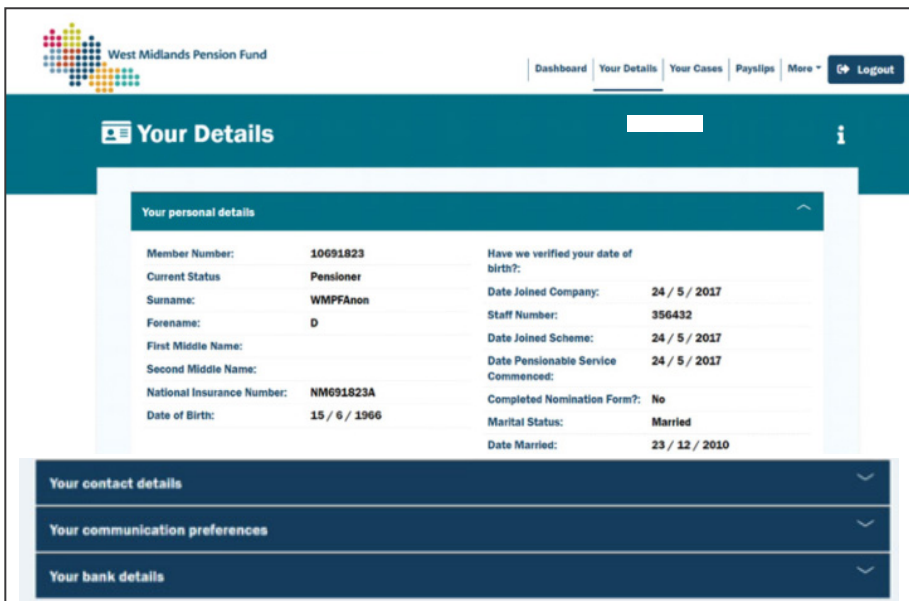 West Midlands Pension Fund
Dashboard Your Details Your Cases Payslips More Logout
Your Details
Your personal details
Member Number: 10691823
Current Status Pensioner
Surname: WMPFAnon
Forename: D
First Middle Name:
Second Middle Name:
National Insurance Number: NM691823A
Date of Birth: 15 / 6 / 1966
Have we verified your date of
birth?:
Date Joined Company: 24 / 5 / 2017
Staff Number: 356432
Date Joined Scheme: 24 / 5 / 2017
Date Pensionable Service 24 / 5 / 2017
Commenced:
Completed Nomination Form?: No
Marital Status: Married
Date Married: 23 / 12 / 2010
Your contact details
Your communication preferences
Your bank details